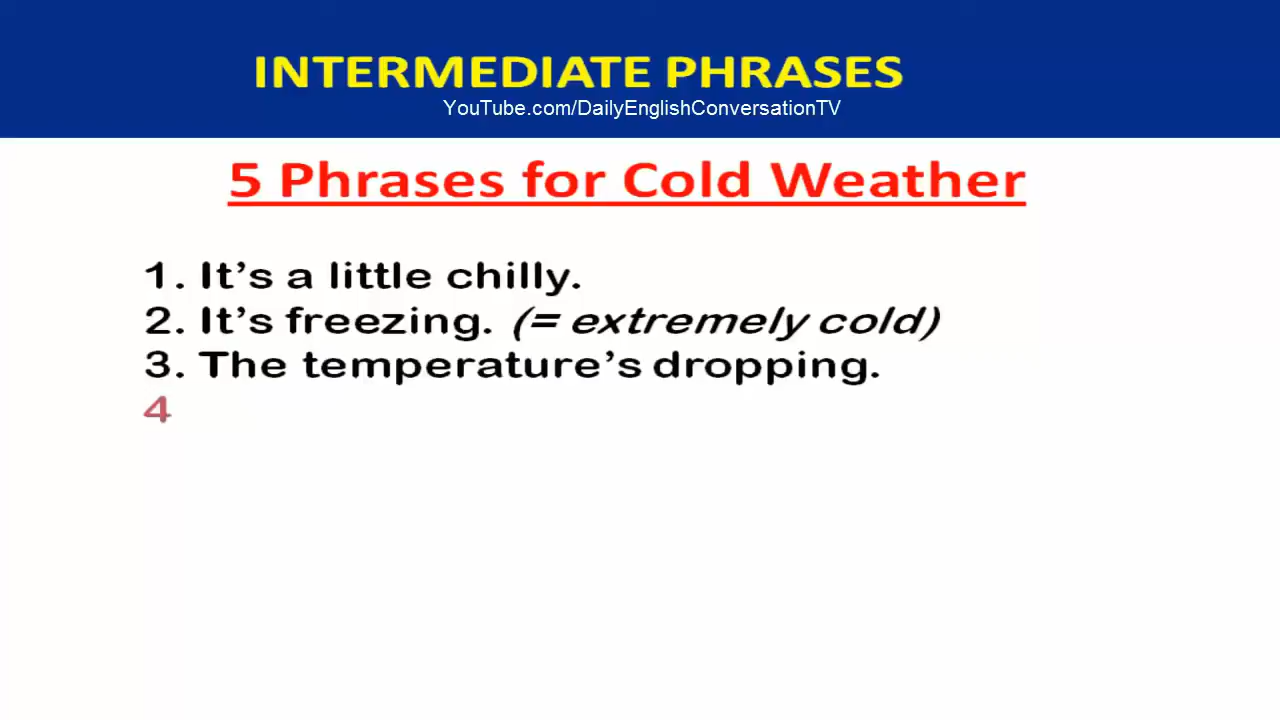 INTERMEDIATE PHRASES
YouTube.com/DailyEnglishConversationTV
5 Phrases for Cold Weather
1. It’s a little chilly.
2. It’s freezing. (= extremely cold)
3. The temperature’s dropping.
4